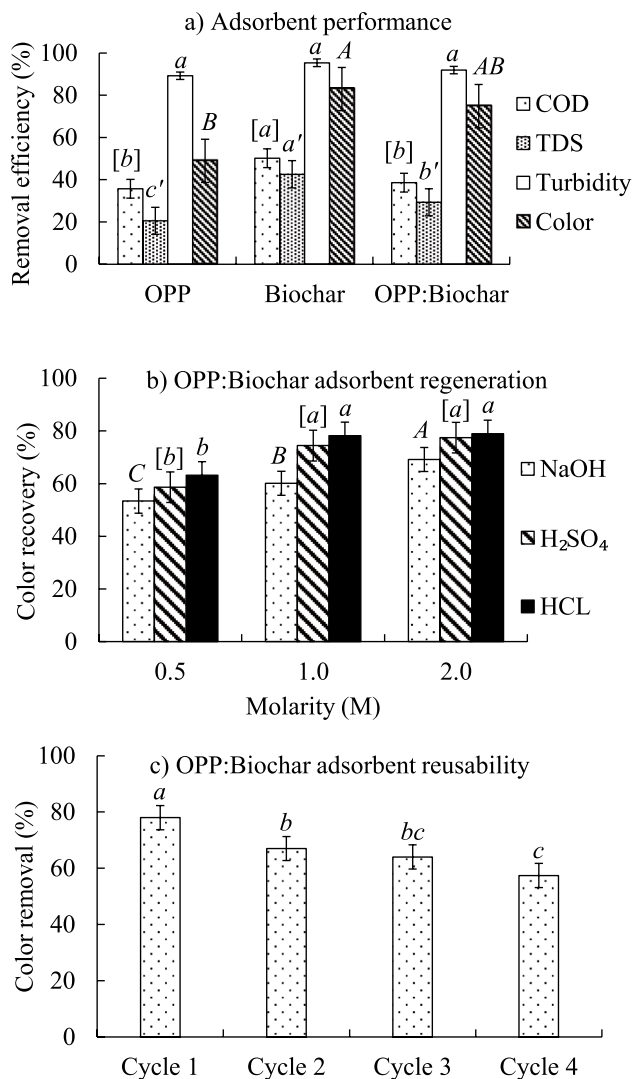 a) Adsorbent performance
Removal efficiency (%)
100
80
60
40
20
0
[b]
c'
a
B
[a]
a'
a
A
[b]
b'
a
AB
OPP
Biochar
OPP:Biochar
COD
TDS
Turbidity
Color
b) OPP:Biochar adsorbent regeneration
Color recovery (%)
100
80
60
40
20
0
C
[b]
b
B
[a]
a
A
[a]
a
0.5
1.0
2.0
Molarity (M)
NaOH
H₂SO₄
HCL
c) OPP:Biochar adsorbent reusability
Color removal (%)
100
80
60
40
20
0
a
b
bc
c
Cycle 1
Cycle 2
Cycle 3
Cycle 4